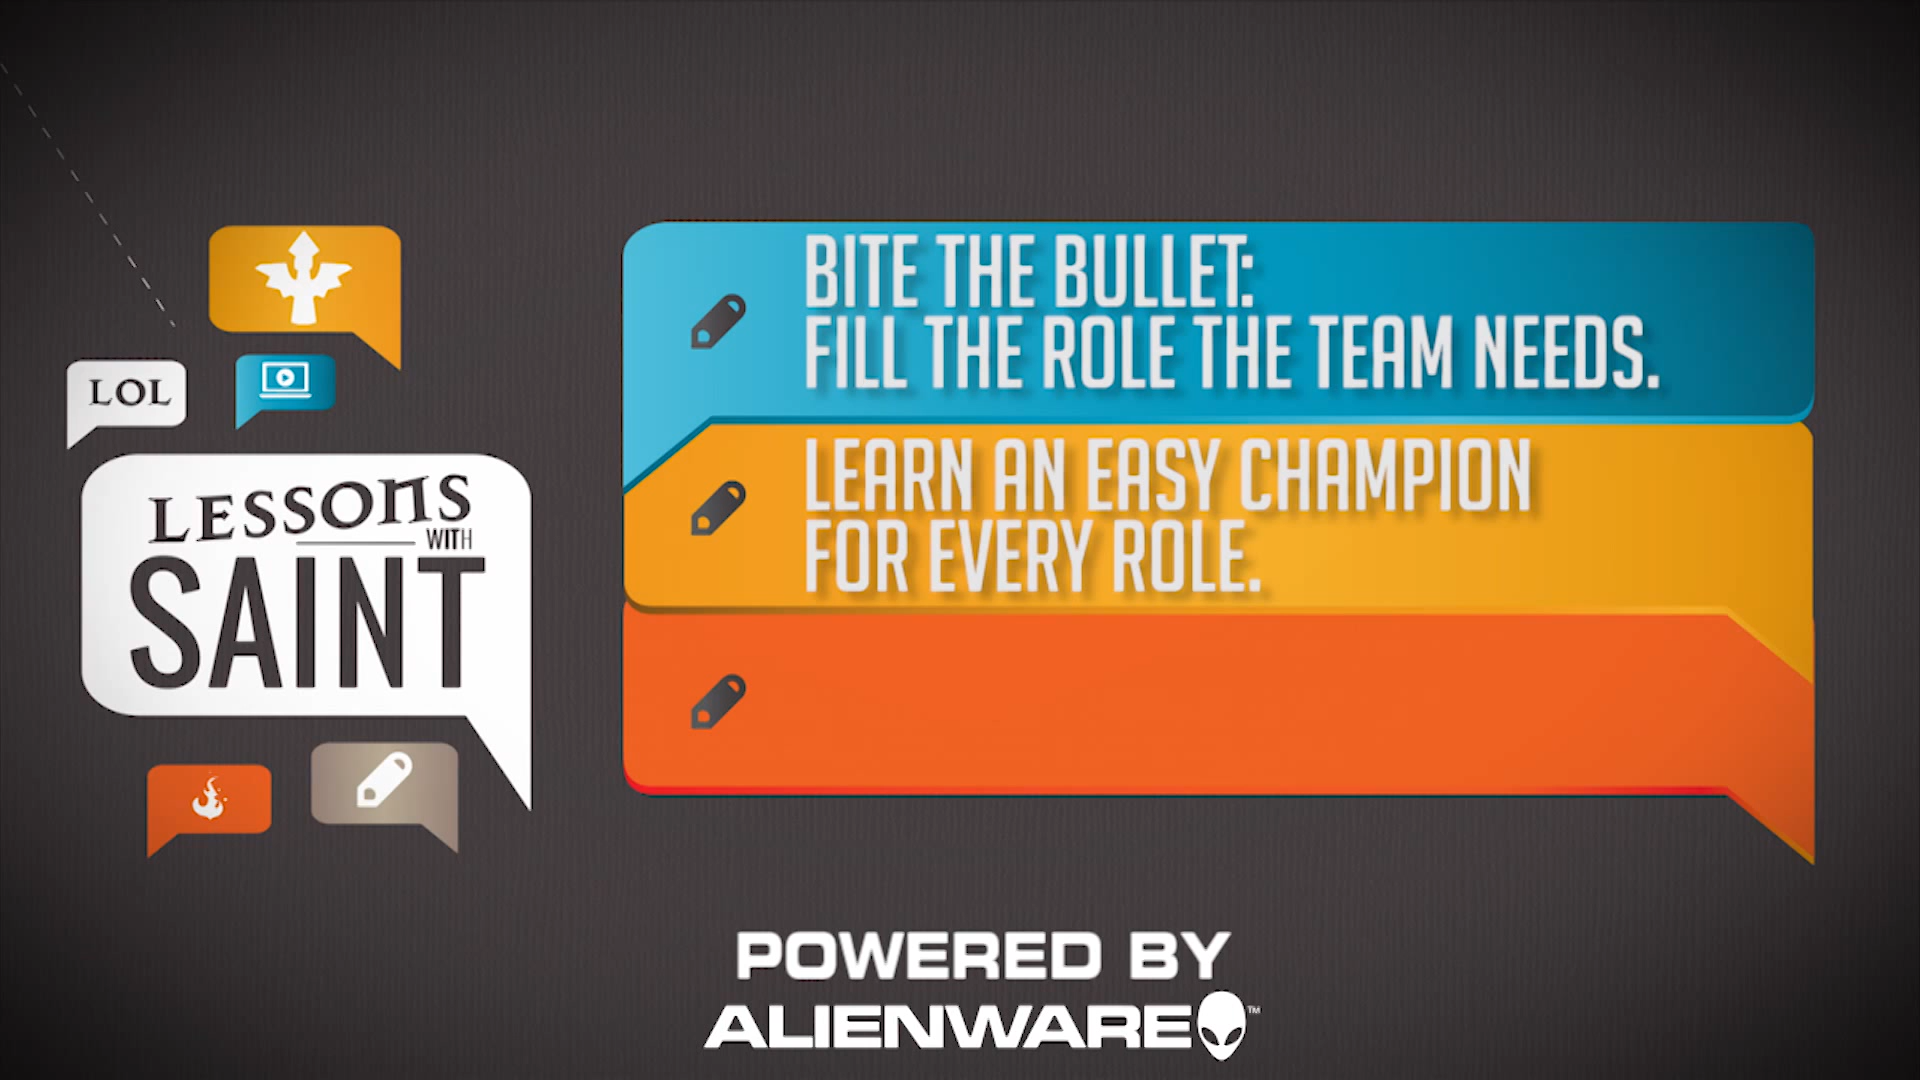 LOL
LESSONS
WITH
SAINT
BITE THE BULLET:
FILL THE ROLE THE TEAM NEEDS.
LEARN AN EASY CHAMPION
FOR EVERY ROLE.
POWERED BY
ALIENWARE™